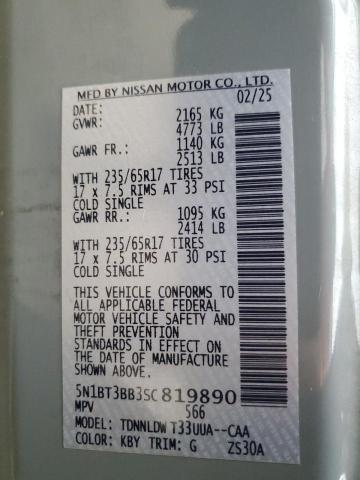 MFD BY NISSAN MOTOR CO., LTD.
DATE: 02/25
GVWR: 2165 KG
4773 LB
GAWR FR.: 1140 KG
2513 LB
WITH 235/65R17 TIRES
17 x 7.5 RIMS AT 33 PSI
COLD SINGLE
GAWR RR.: 1095 KG
2414 LB
WITH 235/65R17 TIRES
17 x 7.5 RIMS AT 30 PSI
COLD SINGLE
THIS VEHICLE CONFORMS TO
ALL APPLICABLE FEDERAL
MOTOR VEHICLE SAFETY AND
THEFT PREVENTION
STANDARDS IN EFFECT ON
THE DATE OF MANUFACTURE
SHOWN ABOVE.
5N1BT3BB3SC819890
MPV 566
MODEL: TDNNLDW T33UUA--CAA
COLOR: KBY TRIM: G ZS30A